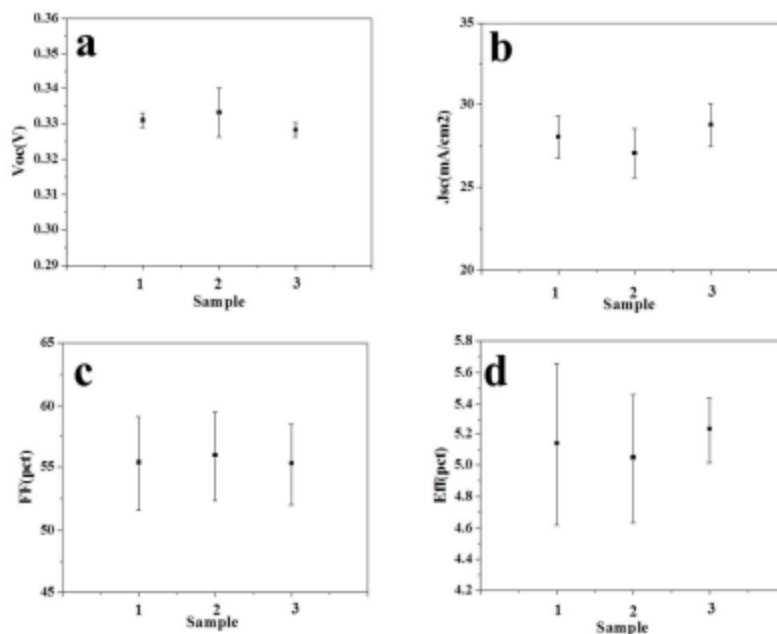 a
0.36
0.35
0.34
0.33
0.32
0.31
0.30
0.29
Voc(V)
1 2 3
Sample
b
30
25
20
Jsc(mA/cm2)
1 2 3
Sample
c
65
60
55
50
45
FF(pct)
1 2 3
Sample
d
5.8
5.6
5.4
5.2
5.0
4.8
4.6
4.4
4.2
Eff(pct)
1 2 3
Sample